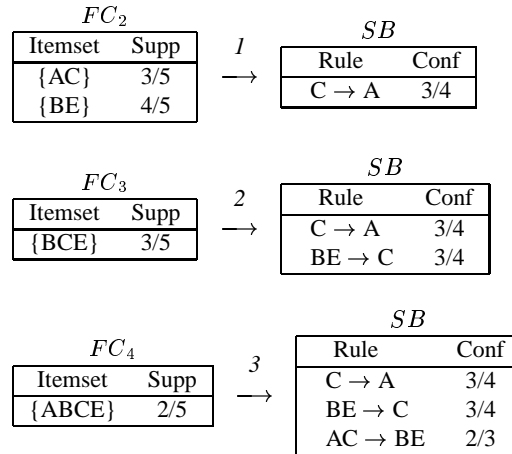 FC2 1 SB
Itemset Supp → Rule Conf
{AC} 3/5 C → A 3/4
{BE} 4/5
FC3 2 SB
Itemset Supp → Rule Conf
{BCE} 3/5 C → A 3/4
BE → C 3/4
SB
FC4 3 Rule Conf
Itemset Supp → C → A 3/4
{ABCE} 2/5 BE → C 3/4
AC → BE 2/3